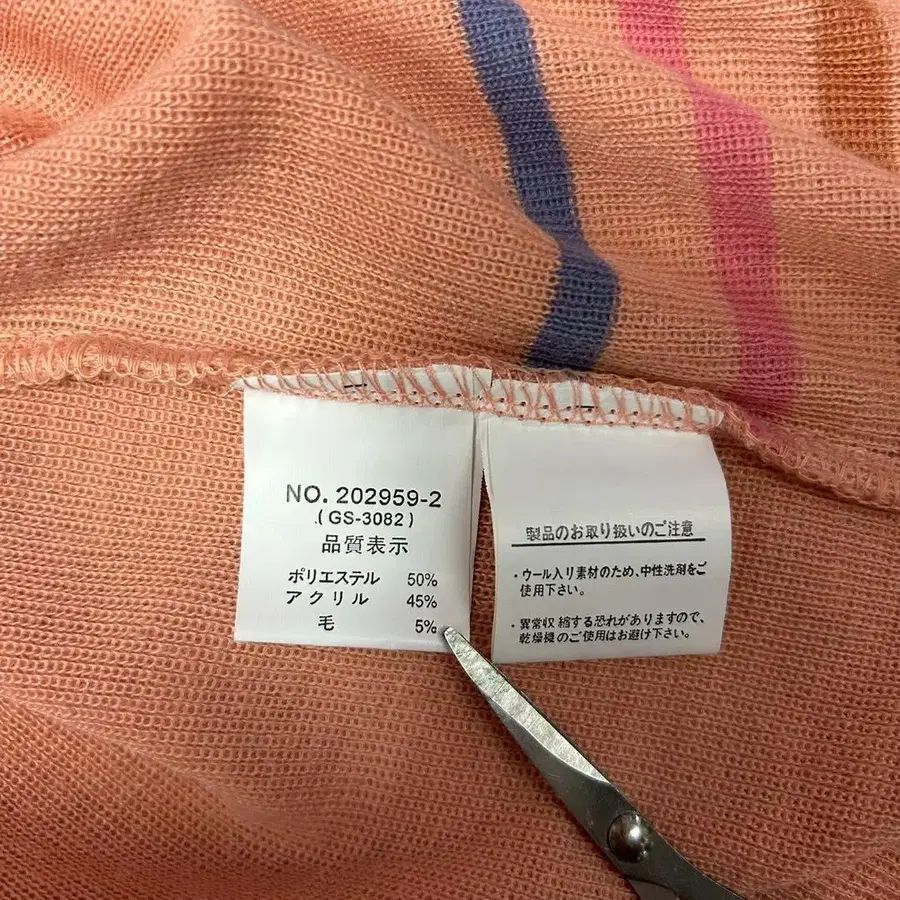 NO. 202959-2
(GS-3082)
品質表示
ポリエステル 50%
アクリル 45%
毛 5%
製品のお取り扱いのご注意
・ウール入り素材のため、中性洗剤をご
使用下さい。
・異常収縮する恐れがありますので、
乾燥機のご使用はお避け下さい。